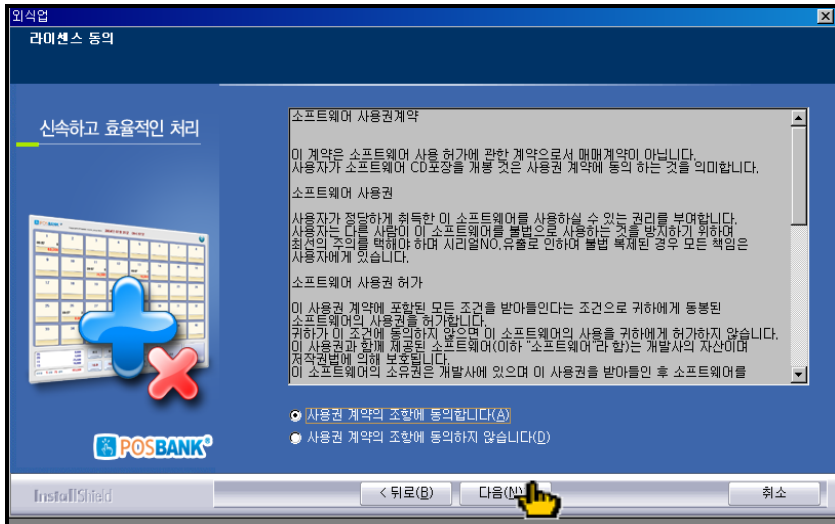 외식업
라이센스 동의
신속하고 효율적인 처리
소프트웨어 사용권계약
이 계약은 소프트웨어 사용 허가에 관한 계약으로서 매매계약이 아닙니다.
사용자가 소프트웨어 CD포장을 개봉 것은 사용권 계약에 동의 하는 것을 의미합니다.
소프트웨어 사용권
사용자가 정당하게 취득한 이 소프트웨어를 사용하실 수 있는 권리를 부여합니다.
사용자는 다른 사람이 이 소프트웨어를 불법으로 사용하는 것을 방지하기 위하여
최선의 주의를 택해야 하며 시리얼NO.유출로 인하여 불법 복제된 경우 모든 책임은
사용자에게 있습니다.
소프트웨어 사용권 허가
이 사용권 계약에 포함된 모든 조건을 받아들인다는 조건으로 귀하에게 동봉된
소프트웨어의 사용권을 허가합니다.
귀하가 이 조건에 동의하지 않으면 이 소프트웨어의 사용을 귀하에게 허가하지 않습니다.
이 사용권과 함께 제공된 소프트웨어(이하 "소프트웨어"라 합)는 개발사의 자산이며
저작권법에 의해 보호됩니다.
이 소프트웨어의 소유권은 개발사에 있으며 이 사용권을 받아들인 후 소프트웨어를
사용권 계약의 조항에 동의합니다(A)
사용권 계약의 조항에 동의하지 않습니다(D)
POSBANK®
InstallShield
< 뒤로(B) 다음(N) 취소